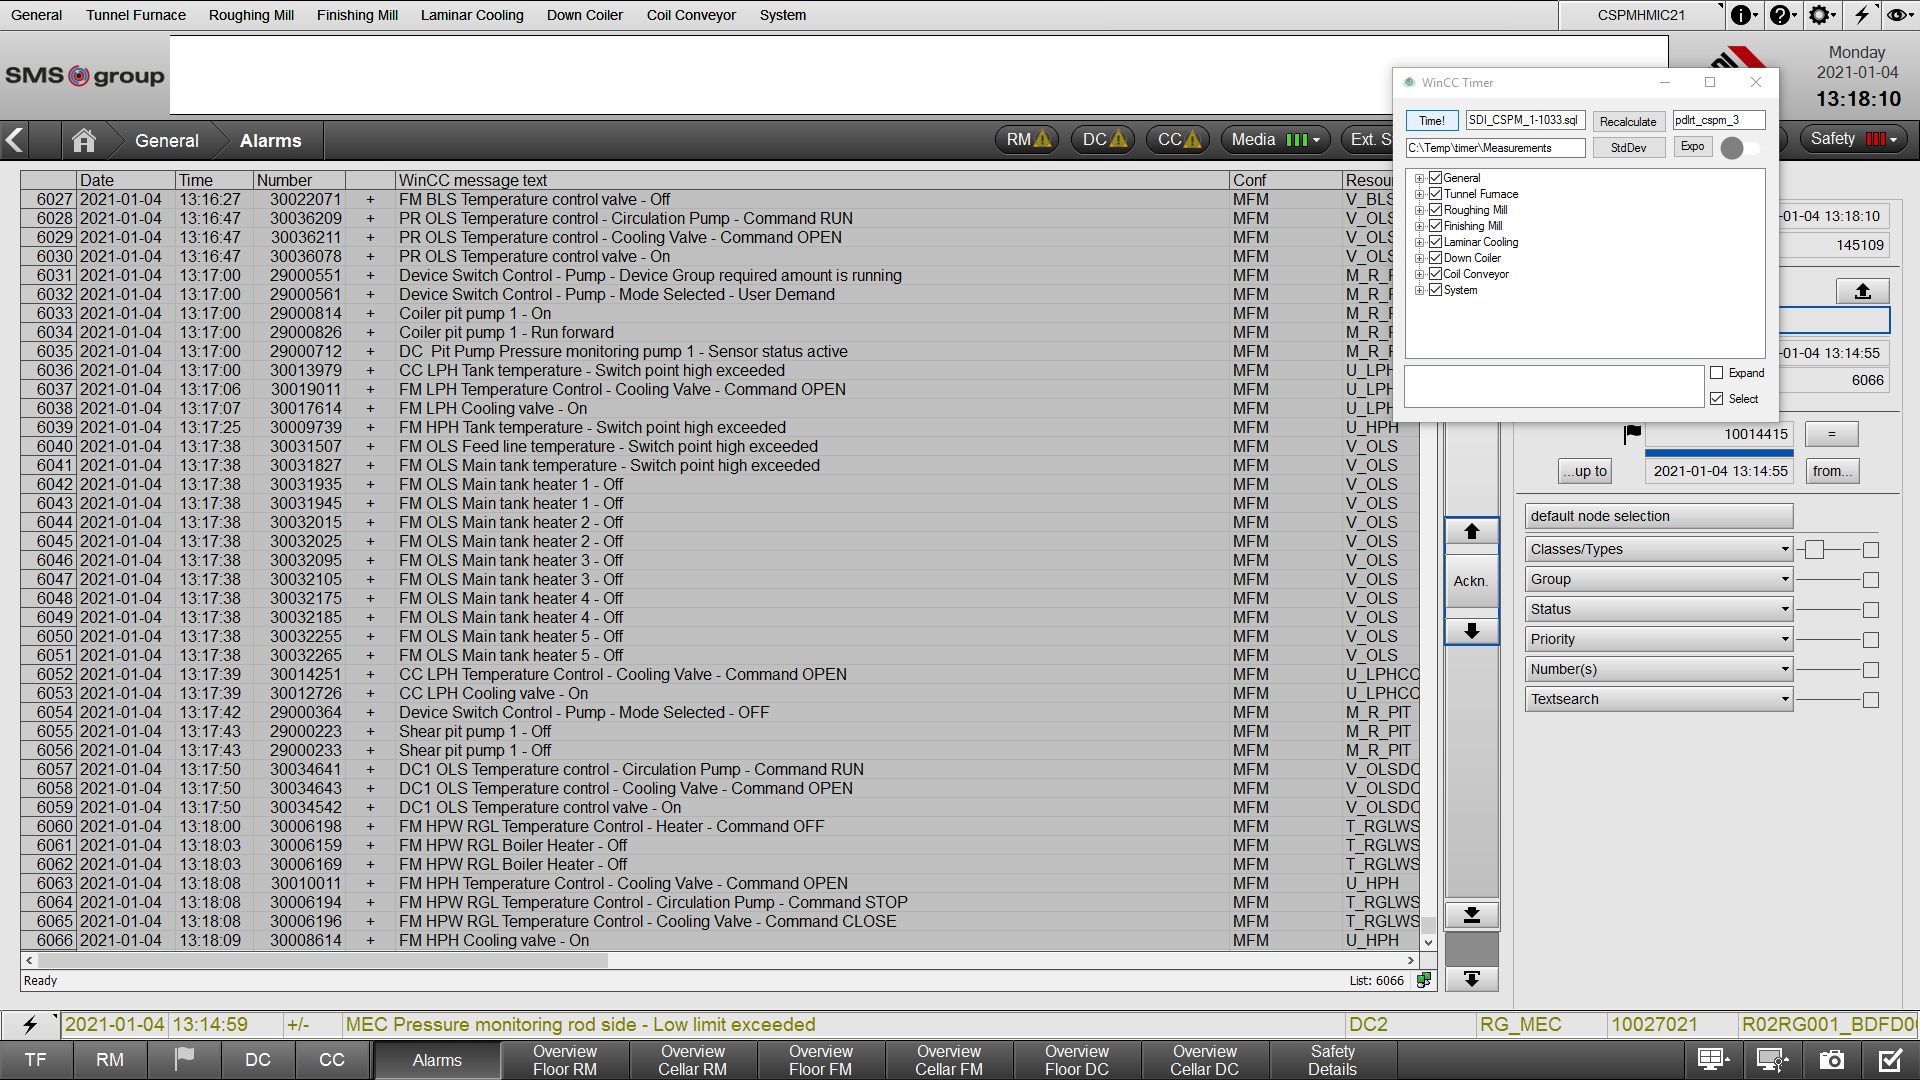 General Tunnel Furnace Roughing Mill Finishing Mill Laminar Cooling Down Coiler Coil Conveyor System CSPMHMIC21
SMS group
Monday
2021-01-04
13:18:10
General Alarms RM DC CC Media Ext. S Safety
WinCC Timer
Time! SDI_CSPM_1-1033.sql Recalculate pdlrt_cspm_3
C:\Temp\timer\Measurements StdDev Expo
General
Tunnel Furnace
Roughing Mill
Finishing Mill
Laminar Cooling
Down Coiler
Coil Conveyor
System
Expand
Select
Date Time Number WinCC message text Conf Resour
6027 2021-01-04 13:16:27 30022071 + FM BLS Temperature control valve - Off MFM V_BLS
6028 2021-01-04 13:16:47 30036209 + PR OLS Temperature control - Circulation Pump - Command RUN MFM V_OLS
6029 2021-01-04 13:16:47 30036211 + PR OLS Temperature control - Cooling Valve - Command OPEN MFM V_OLS
6030 2021-01-04 13:16:47 30036078 + PR OLS Temperature control valve - On MFM V_OLS
6031 2021-01-04 13:17:00 29000551 + Device Switch Control - Pump - Device Group required amount is running MFM M_R_F
6032 2021-01-04 13:17:00 29000561 + Device Switch Control - Pump - Mode Selected - User Demand MFM M_R_F
6033 2021-01-04 13:17:00 29000814 + Coiler pit pump 1 - On MFM M_R_F
6034 2021-01-04 13:17:00 29000826 + Coiler pit pump 1 - Run forward MFM M_R_F
6035 2021-01-04 13:17:00 29000712 + DC  Pit Pump Pressure monitoring pump 1 - Sensor status active MFM M_R_F
6036 2021-01-04 13:17:00 30013979 + CC LPH Tank temperature - Switch point high exceeded MFM U_LPH
6037 2021-01-04 13:17:06 30019011 + FM LPH Temperature Control - Cooling Valve - Command OPEN MFM U_LPH
6038 2021-01-04 13:17:07 30017614 + FM LPH Cooling valve - On MFM U_LPH
6039 2021-01-04 13:17:25 30009739 + FM HPH Tank temperature - Switch point high exceeded MFM U_HPH
6040 2021-01-04 13:17:38 30031507 + FM OLS Feed line temperature - Switch point high exceeded MFM V_OLS
6041 2021-01-04 13:17:38 30031827 + FM OLS Main tank temperature - Switch point high exceeded MFM V_OLS
6042 2021-01-04 13:17:38 30031935 + FM OLS Main tank heater 1 - Off MFM V_OLS
6043 2021-01-04 13:17:38 30031945 + FM OLS Main tank heater 1 - Off MFM V_OLS
6044 2021-01-04 13:17:38 30032015 + FM OLS Main tank heater 2 - Off MFM V_OLS
6045 2021-01-04 13:17:38 30032025 + FM OLS Main tank heater 2 - Off MFM V_OLS
6046 2021-01-04 13:17:38 30032095 + FM OLS Main tank heater 3 - Off MFM V_OLS
6047 2021-01-04 13:17:38 30032105 + FM OLS Main tank heater 3 - Off MFM V_OLS
6048 2021-01-04 13:17:38 30032175 + FM OLS Main tank heater 4 - Off MFM V_OLS
6049 2021-01-04 13:17:38 30032185 + FM OLS Main tank heater 4 - Off MFM V_OLS
6050 2021-01-04 13:17:38 30032255 + FM OLS Main tank heater 5 - Off MFM V_OLS
6051 2021-01-04 13:17:38 30032265 + FM OLS Main tank heater 5 - Off MFM V_OLS
6052 2021-01-04 13:17:39 30014251 + CC LPH Temperature Control - Cooling Valve - Command OPEN MFM U_LPHCC
6053 2021-01-04 13:17:39 30012726 + CC LPH Cooling valve - On MFM U_LPHCC
6054 2021-01-04 13:17:42 29000364 + Device Switch Control - Pump - Mode Selected - OFF MFM M_R_PIT
6055 2021-01-04 13:17:43 29000223 + Shear pit pump 1 - Off MFM M_R_PIT
6056 2021-01-04 13:17:43 29000233 + Shear pit pump 1 - Off MFM M_R_PIT
6057 2021-01-04 13:17:50 30034641 + DC1 OLS Temperature control - Circulation Pump - Command RUN MFM V_OLSDC
6058 2021-01-04 13:17:50 30034643 + DC1 OLS Temperature control - Cooling Valve - Command OPEN MFM V_OLSDC
6059 2021-01-04 13:17:50 30034542 + DC1 OLS Temperature control valve - On MFM V_OLSDC
6060 2021-01-04 13:18:00 30006198 + FM HPW RGL Temperature Control - Heater - Command OFF MFM T_RGLWS
6061 2021-01-04 13:18:03 30006159 + FM HPW RGL Boiler Heater - Off MFM T_RGLWS
6062 2021-01-04 13:18:03 30006169 + FM HPW RGL Boiler Heater - Off MFM T_RGLWS
6063 2021-01-04 13:18:08 30010011 + FM HPH Temperature Control - Cooling Valve - Command OPEN MFM U_HPH
6064 2021-01-04 13:18:08 30006194 + FM HPW RGL Temperature Control - Circulation Pump - Command STOP MFM T_RGLWS
6065 2021-01-04 13:18:08 30006196 + FM HPW RGL Temperature Control - Cooling Valve - Command CLOSE MFM T_RGLWS
6066 2021-01-04 13:18:09 30008614 + FM HPH Cooling valve - On MFM U_HPH
Ready List: 6066
Ackn.
-01-04 13:18:10
145109
-01-04 13:14:55
6066
10014415 =
...up to 2021-01-04 13:14:55 from...
default node selection
Classes/Types
Group
Status
Priority
Number(s)
Textsearch
2021-01-04 13:14:59 +/- MEC Pressure monitoring rod side - Low limit exceeded DC2 RG_MEC 10027021 R02RG001_BDFD0
TF RM DC CC Alarms
Overview Floor RM
Overview Cellar RM
Overview Floor FM
Overview Cellar FM
Overview Floor DC
Overview Cellar DC
Safety Details